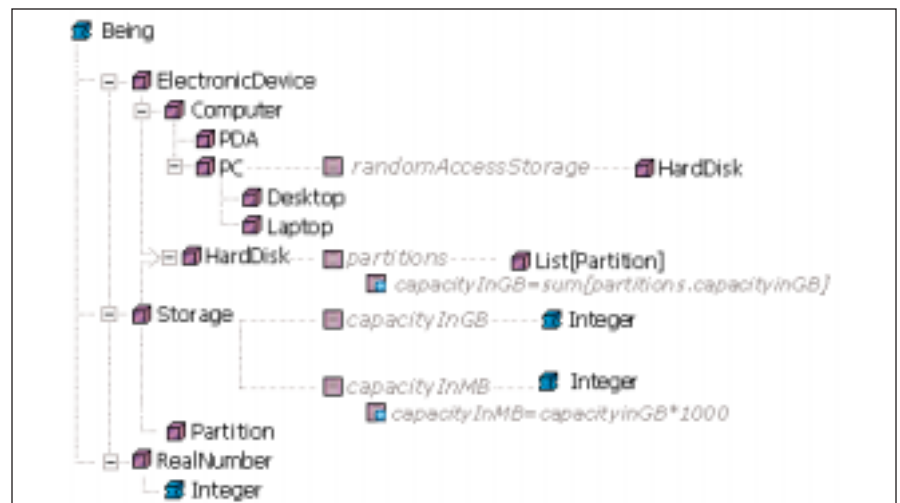 Being
ElectronicDevice
Computer
PDA
PC randomAccessStorage HardDisk
Desktop
Laptop
HardDisk partitions List[Partition]
capacityInGB=sum[partitions.capacityinGB]
Storage capacityInGB Integer
capacityInMB Integer
capacityInMB=capacityinGB*1000
Partition
RealNumber
Integer